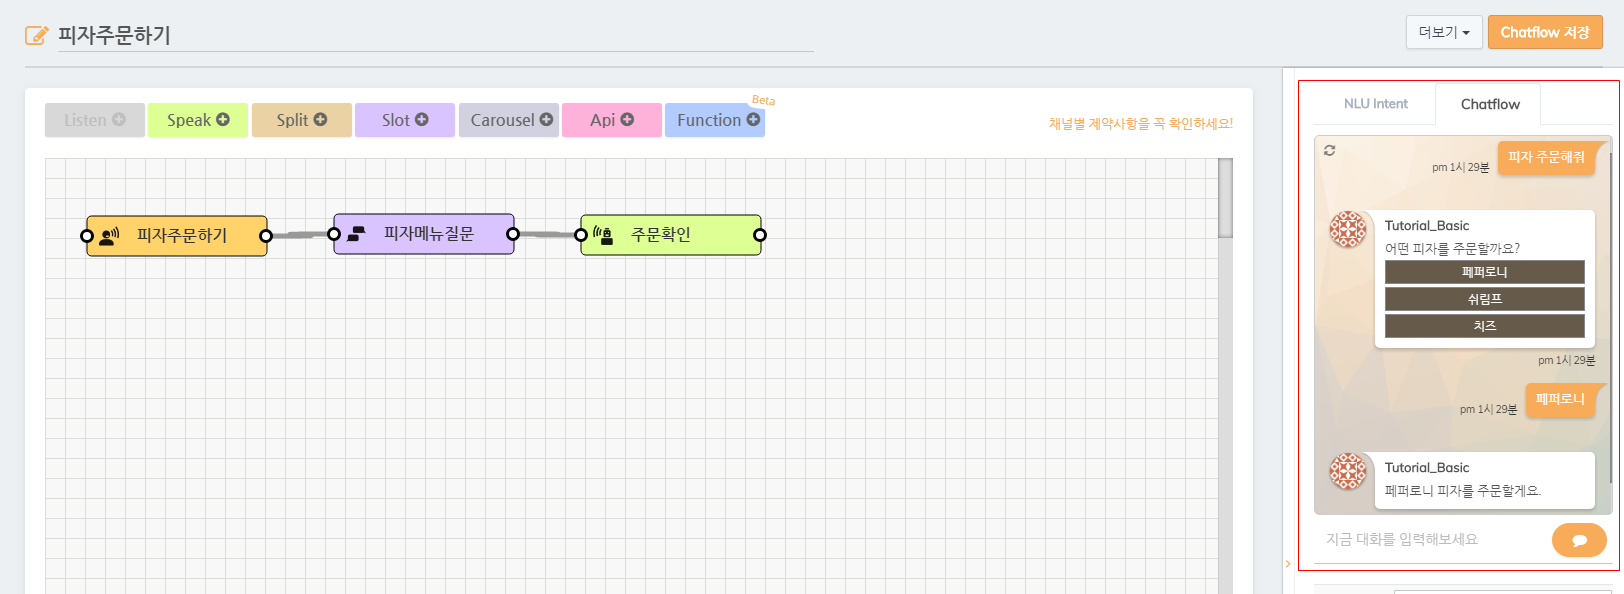 피자주문하기
더보기
Chatflow 저장
Listen
Speak
Split
Slot
Carousel
Api
Function
Beta
채널별 제약사항을 꼭 확인하세요!
피자주문하기
피자메뉴질문
주문확인
NLU Intent
Chatflow
피자 주문해줘
pm 1시 29분
Tutorial_Basic
어떤 피자를 주문할까요?
페퍼로니
쉬림프
치즈
pm 1시 29분
페퍼로니
pm 1시 29분
Tutorial_Basic
페퍼로니 피자를 주문할게요.
지금 대화를 입력해보세요